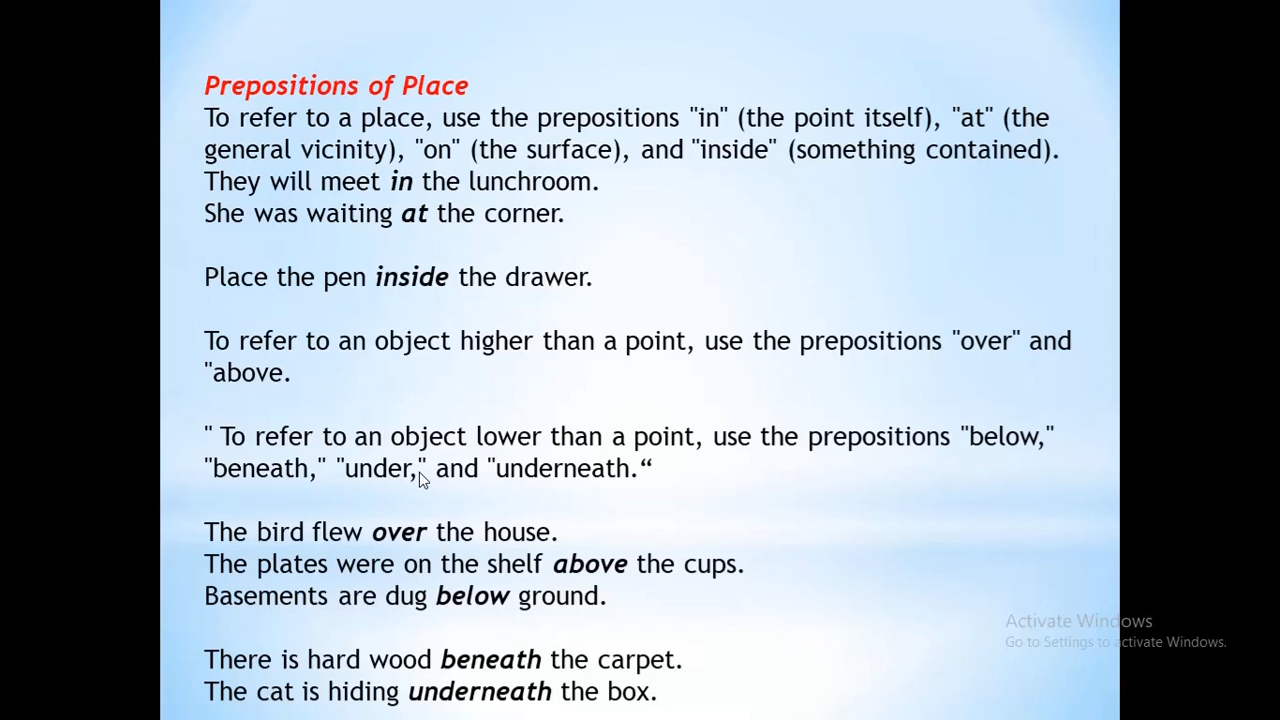 Prepositions of Place
To refer to a place, use the prepositions "in" (the point itself), "at" (the
general vicinity), "on" (the surface), and "inside" (something contained).
They will meet in the lunchroom.
She was waiting at the corner.
Place the pen inside the drawer.
To refer to an object higher than a point, use the prepositions "over" and
"above.
" To refer to an object lower than a point, use the prepositions "below,"
"beneath," "under," and "underneath.“
The bird flew over the house.
The plates were on the shelf above the cups.
Basements are dug below ground.
There is hard wood beneath the carpet.
The cat is hiding underneath the box.
Activate Windows
Go to Settings to activate Windows.